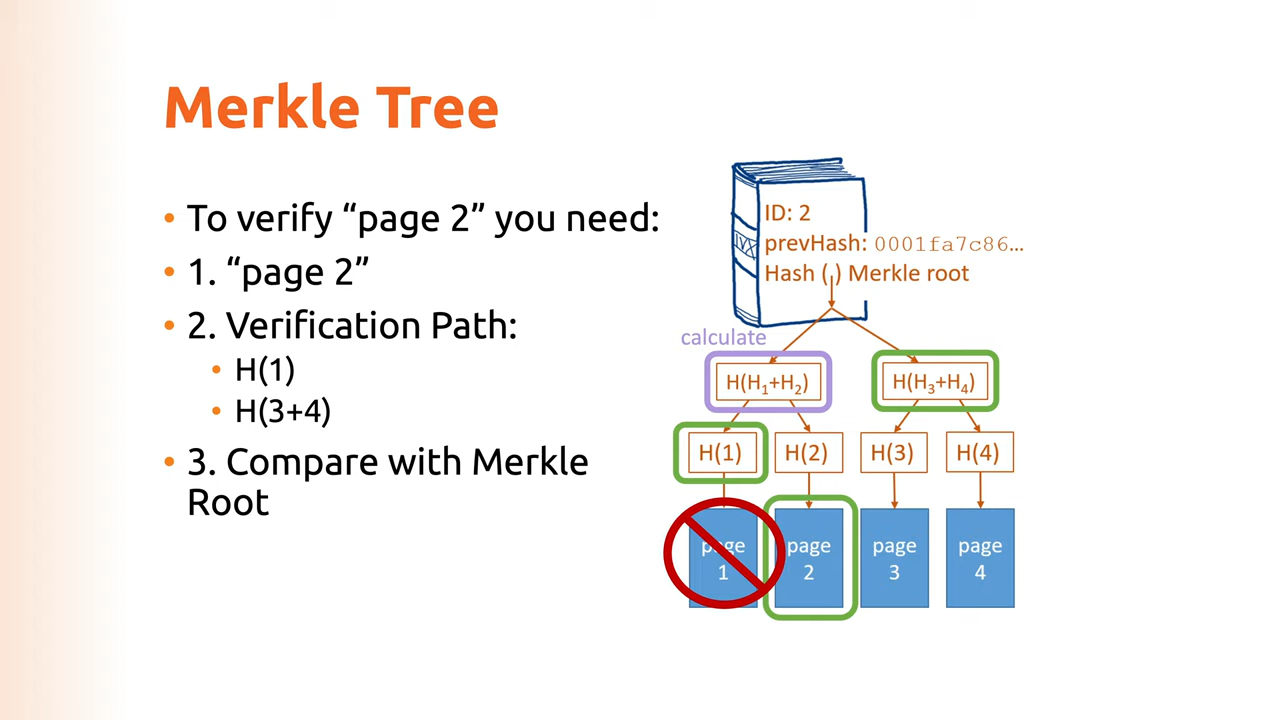 Merkle Tree
• To verify “page 2” you need:
• 1. “page 2”
• 2. Verification Path:
• H(1)
• H(3+4)
• 3. Compare with Merkle
Root
IVX
ID: 2
prevHash: 0001fa7c86…
Hash ( ) Merkle root
calculate
H(H₁+H₂)
H(H₃+H₄)
H(1)
H(2)
H(3)
H(4)
page
1
page
2
page
3
page
4